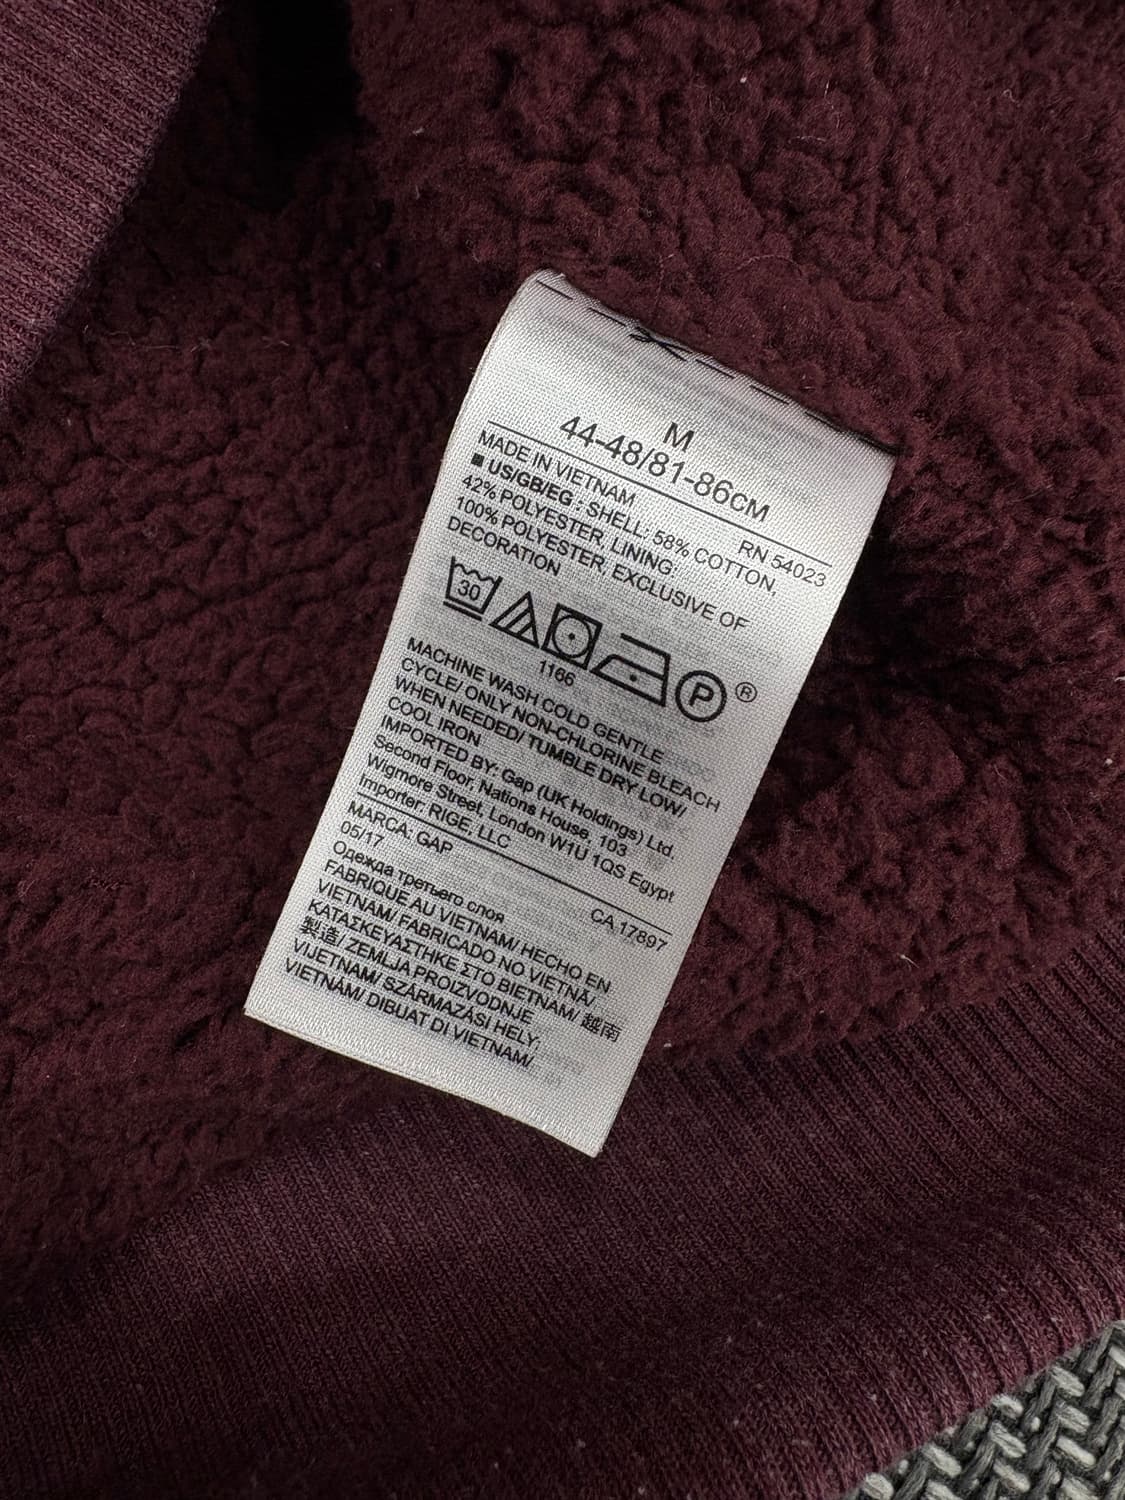 M
44-48/81-86CM
MADE IN VIETNAM RN 54023
■ US/GB/EG : SHELL: 58% COTTON,
42% POLYESTER, LINING:
100% POLYESTER, EXCLUSIVE OF
DECORATION
30
P ®
1166
MACHINE WASH COLD GENTLE
CYCLE/ ONLY NON-CHLORINE BLEACH
WHEN NEEDED/ TUMBLE DRY LOW/
COOL IRON
IMPORTED BY: Gap (UK Holdings) Ltd.
Second Floor, Nations House, 103
Wigmore Street, London W1U 1QS Egypt
Importer: RIGE, LLC
MARCA: GAP CA 17897
05/17
Одежда третьего слоя
FABRIQUE AU VIETNAM/ HECHO EN
VIETNAM/ FABRICADO NO VIETNÃ/
ΚΑΤΑΣΚΕΥΑΣΤΗΚΕ ΣΤΟ ΒΙΕΤΝΑΜ/ 越南
製造/ ZEMLJA PROIZVODNJE
VIJETNAM/ SZÁRMAZÁSI HELY:
VIETNÁM/ DIBUAT DI VIETNAM/